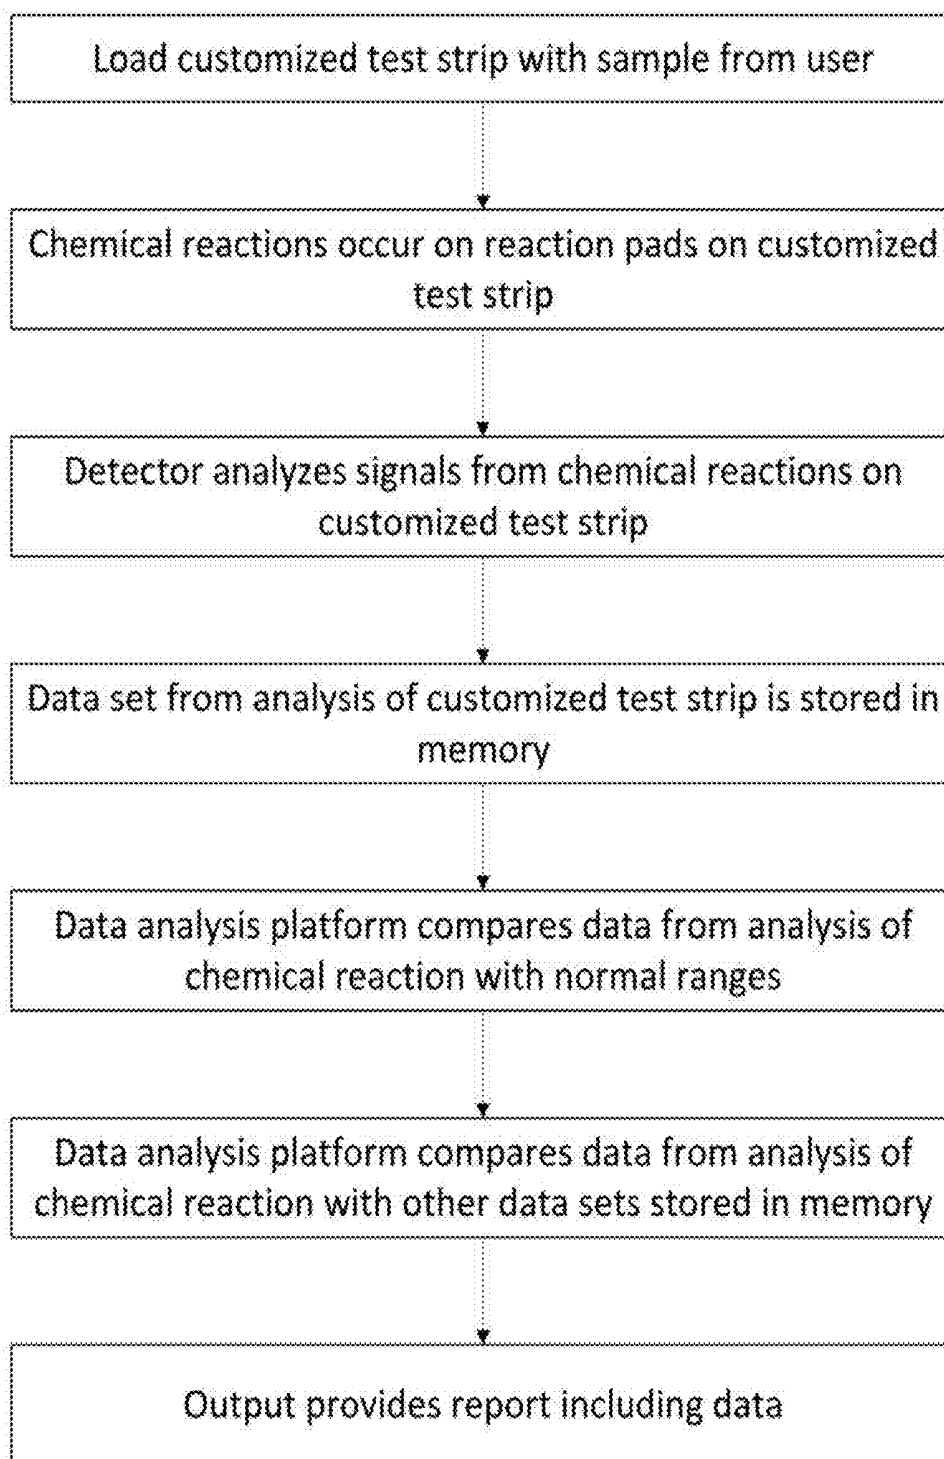 Load customized test strip with sample from user
Chemical reactions occur on reaction pads on customized
test strip
Detector analyzes signals from chemical reactions on
customized test strip
Data set from analysis of customized test strip is stored in
memory
Data analysis platform compares data from analysis of
chemical reaction with normal ranges
Data analysis platform compares data from analysis of
chemical reaction with other data sets stored in memory
Output provides report including data